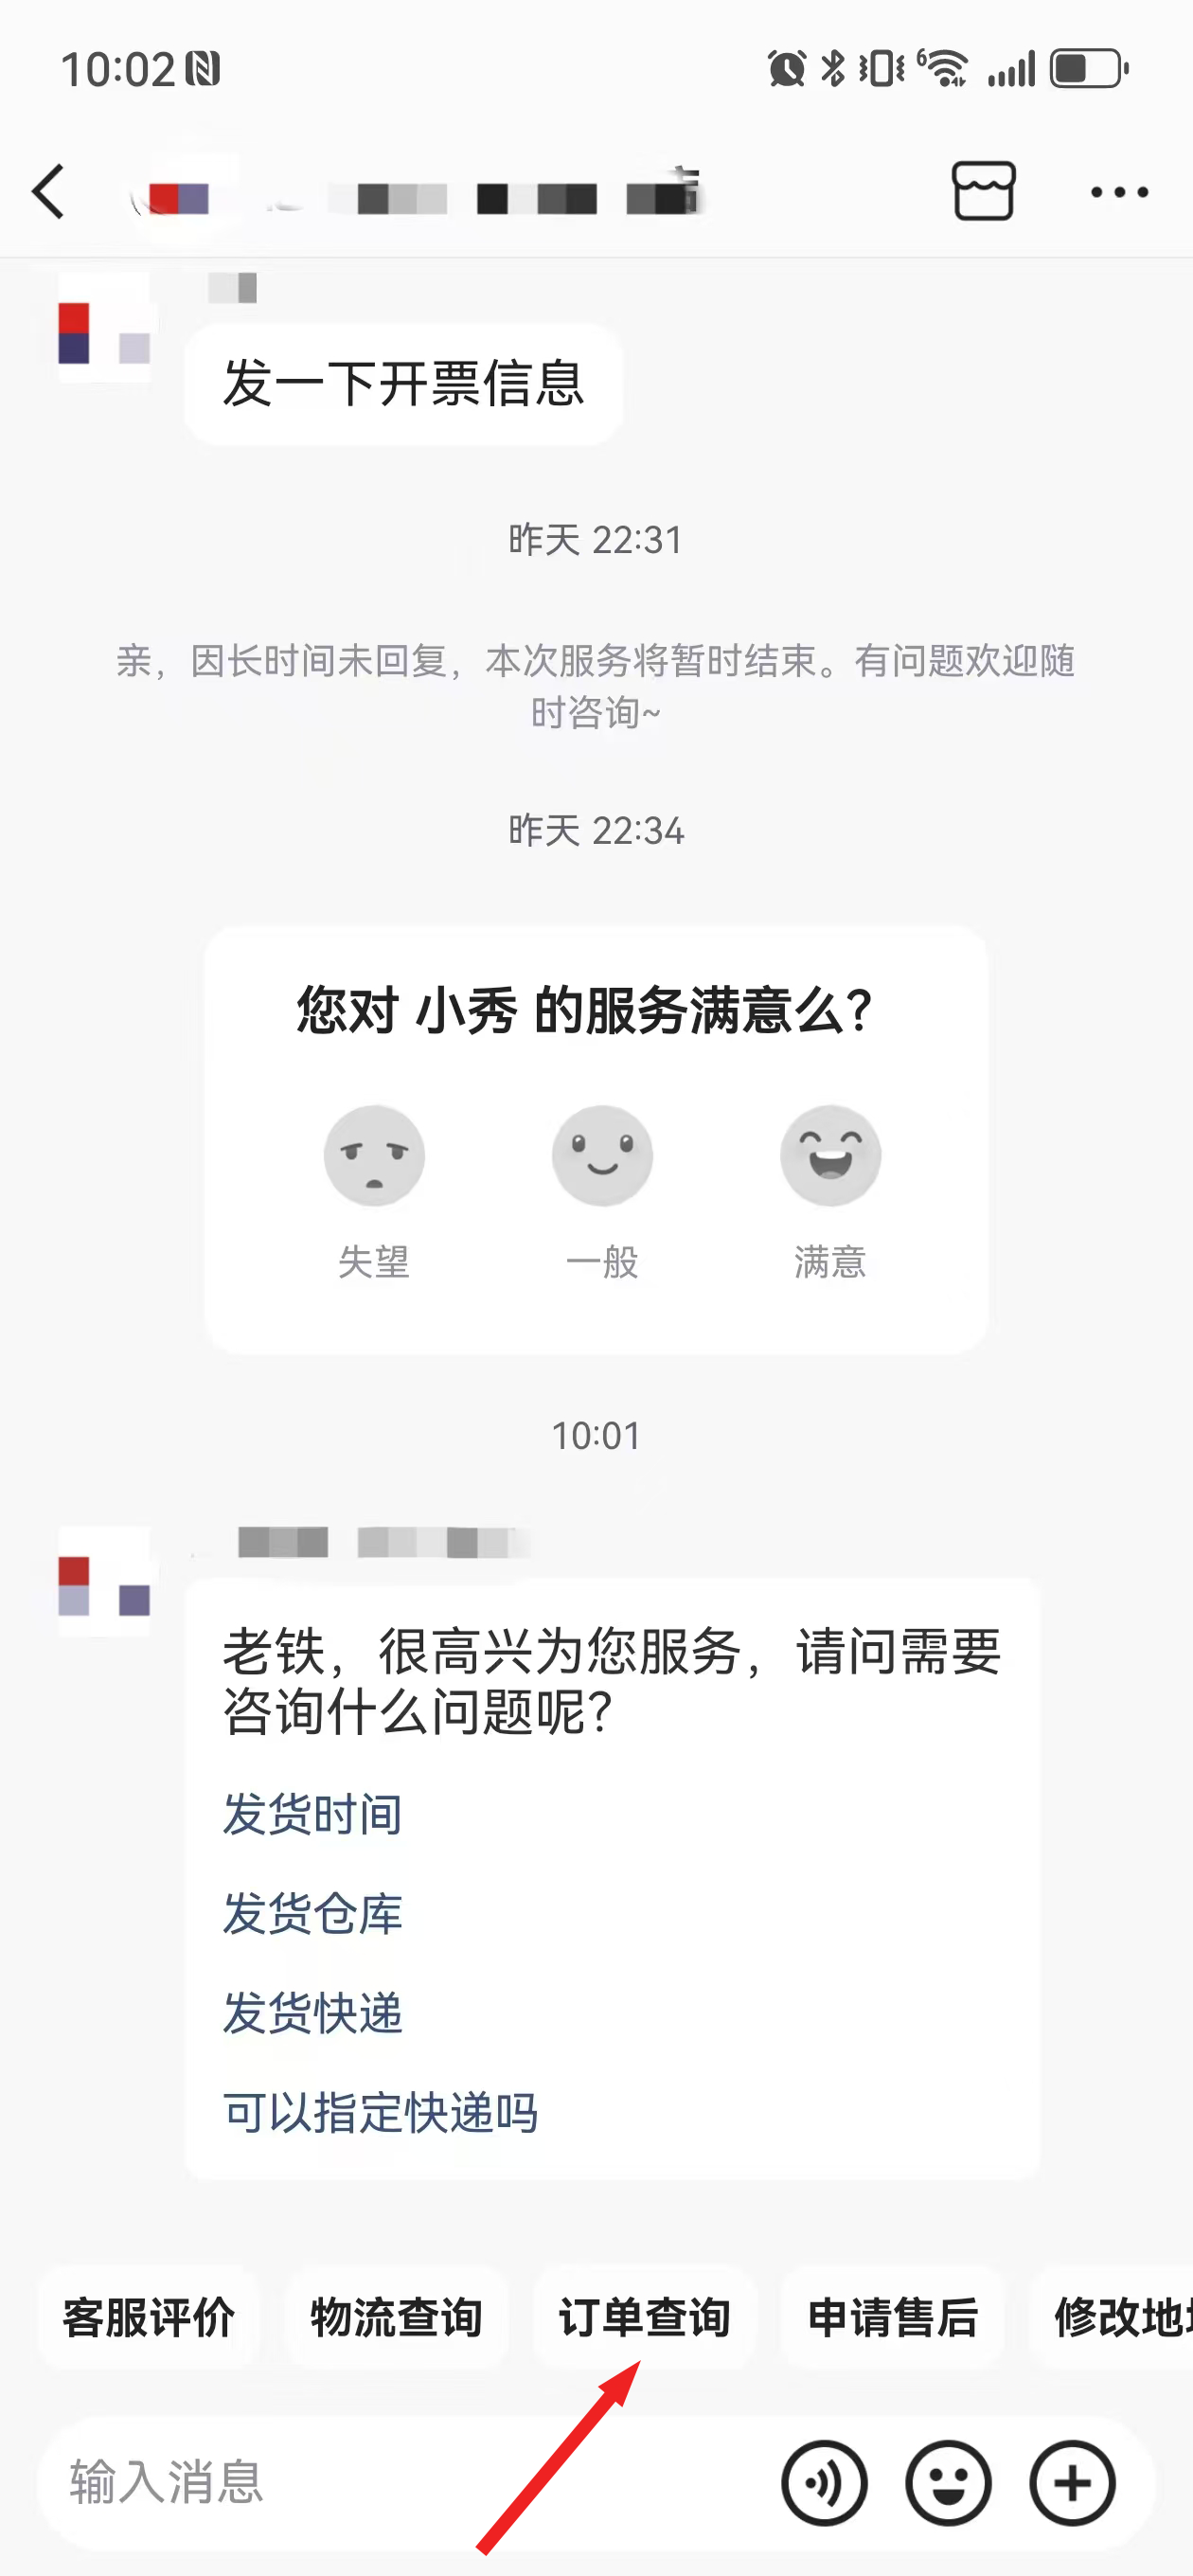 10:02
发一下开票信息
昨天 22:31
亲，因长时间未回复，本次服务将暂时结束。有问题欢迎随
时咨询~
昨天 22:34
您对 小秀 的服务满意么？
失望 一般 满意
10:01
老铁，很高兴为您服务，请问需要
咨询什么问题呢？
发货时间
发货仓库
发货快递
可以指定快递吗
客服评价 物流查询 订单查询 申请售后 修改地
输入消息